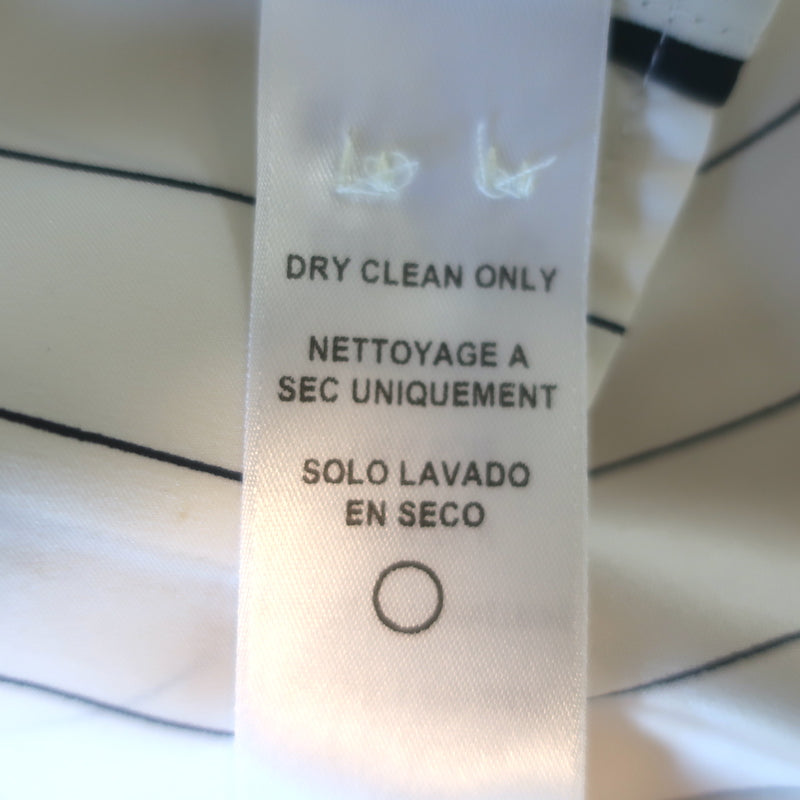 DRY CLEAN ONLY
NETTOYAGE A
SEC UNIQUEMENT
SOLO LAVADO
EN SECO